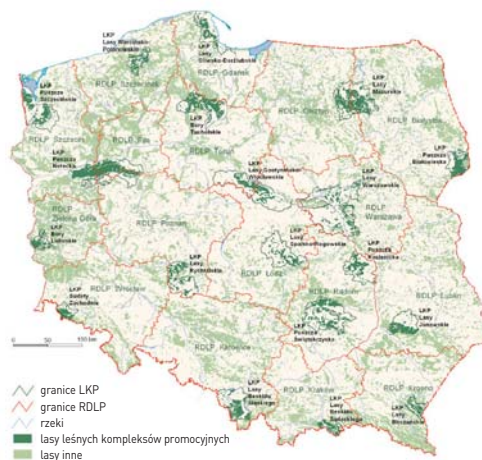 LKP
Lasy Warcińsko-
Polanowskie
LKP
Lasy
Oliwsko-Darżlubskie
LKP
Puszcze
Szczecińskie
RDLP Szczecinek
RDLP Gdańsk
LKP
Bory
Tucholskie
RDLP Olsztyn
LKP
Lasy
Mazurskie
RDLP Białystok
RDLP Szczecin
RDLP Piła
RDLP Toruń
LKP
Puszcza
Notecka
LKP
Lasy Gostynińsko-
Włocławskie
LKP
Lasy
Warszawskie
LKP
Puszcza
Białowieska
RDLP
Zielona Góra
RDLP Poznań
RDLP
Warszawa
LKP
Bory
Lubuskie
LKP
Lasy
Spalsko-Rogowskie
LKP
Puszcza
Kozienicka
LKP
Lasy
Rychtalskie
RDLP Łódź
RDLP Radom
RDLP Lublin
LKP
Sudety
Zachodnie
RDLP Wrocław
LKP
Puszcza
Świętokrzyska
LKP
Lasy
Janowskie
RDLP Katowice
RDLP Kraków
RDLP Krosno
LKP
Lasy
Beskidu
Śląskiego
LKP
Lasy
Beskidu
Sądeckiego
LKP
Lasy
Birczańskie
0 50 100 km
granice LKP
granice RDLP
rzeki
lasy leśnych kompleksów promocyjnych
lasy inne